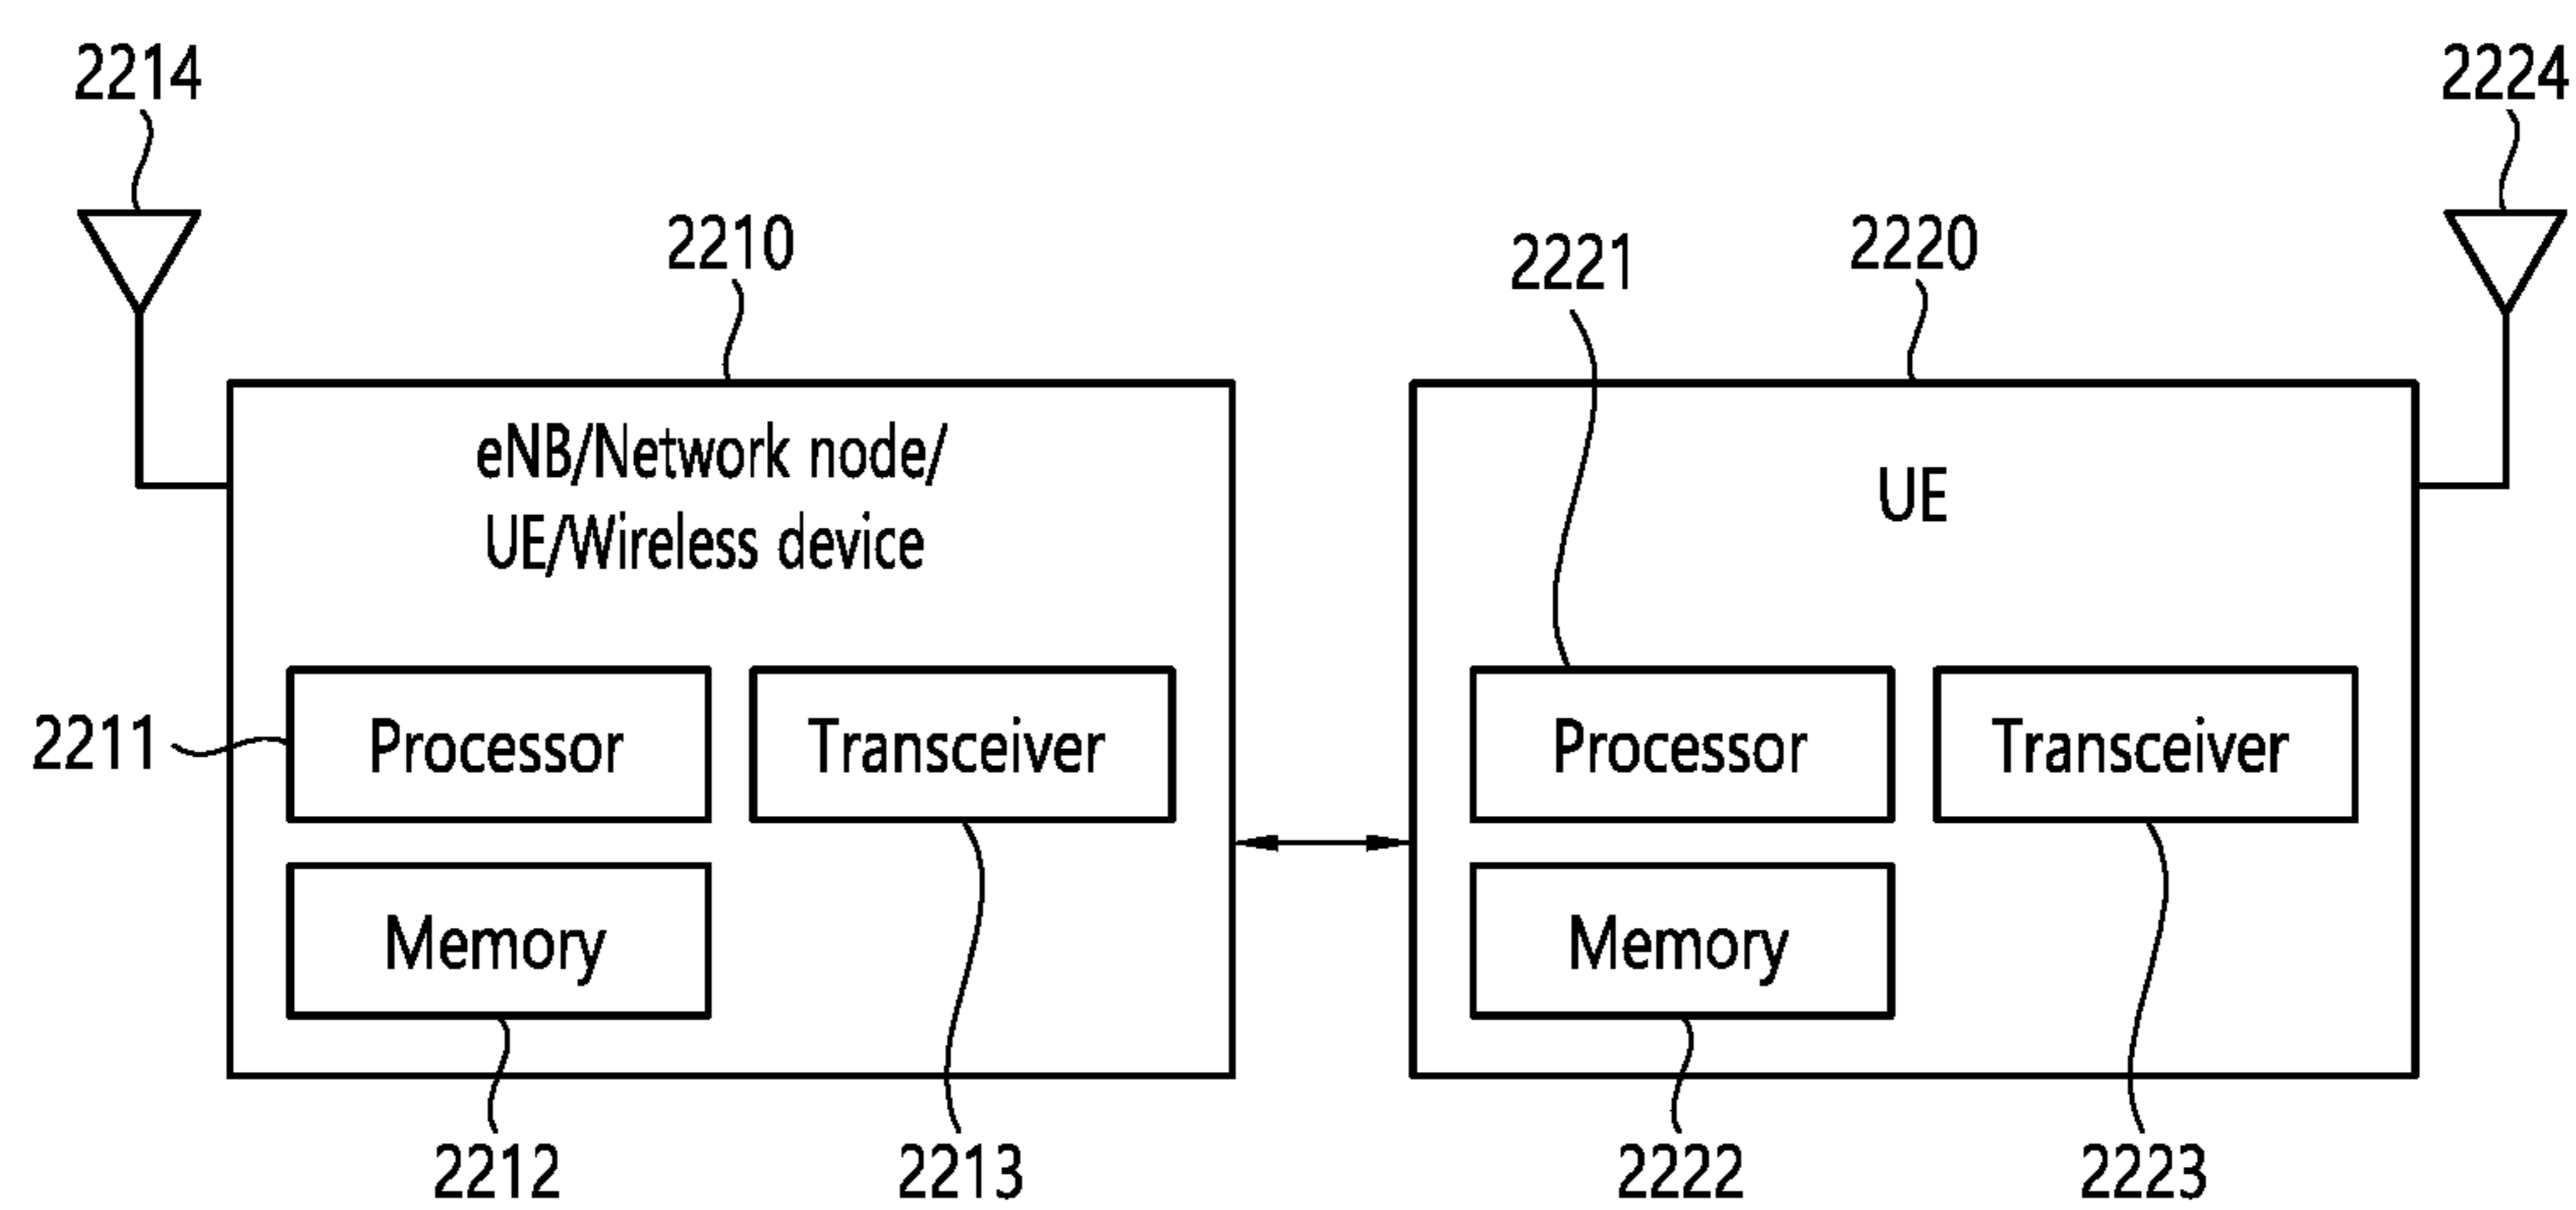 2214
2224
2210
2221
2220
eNB/Network node/
UE/Wireless device
UE
2211
Processor
Transceiver
Processor
Transceiver
Memory
Memory
2212
2213
2222
2223